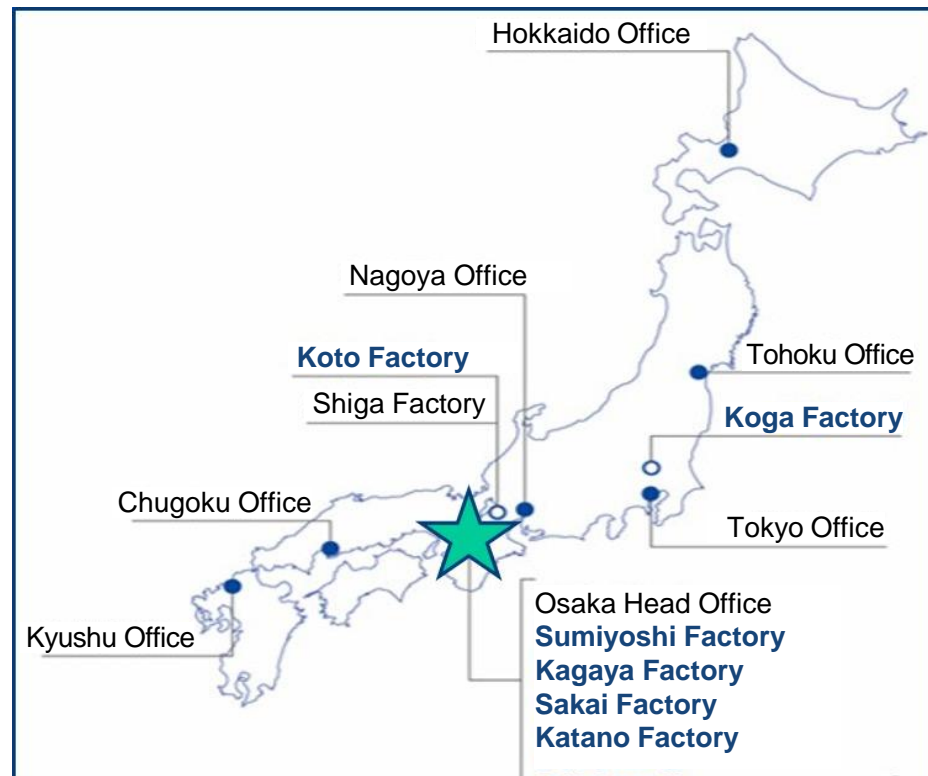 Hokkaido Office
Nagoya Office
Koto Factory
Shiga Factory
Tohoku Office
Koga Factory
Chugoku Office
Tokyo Office
Kyushu Office
Osaka Head Office
Sumiyoshi Factory
Kagaya Factory
Sakai Factory
Katano Factory